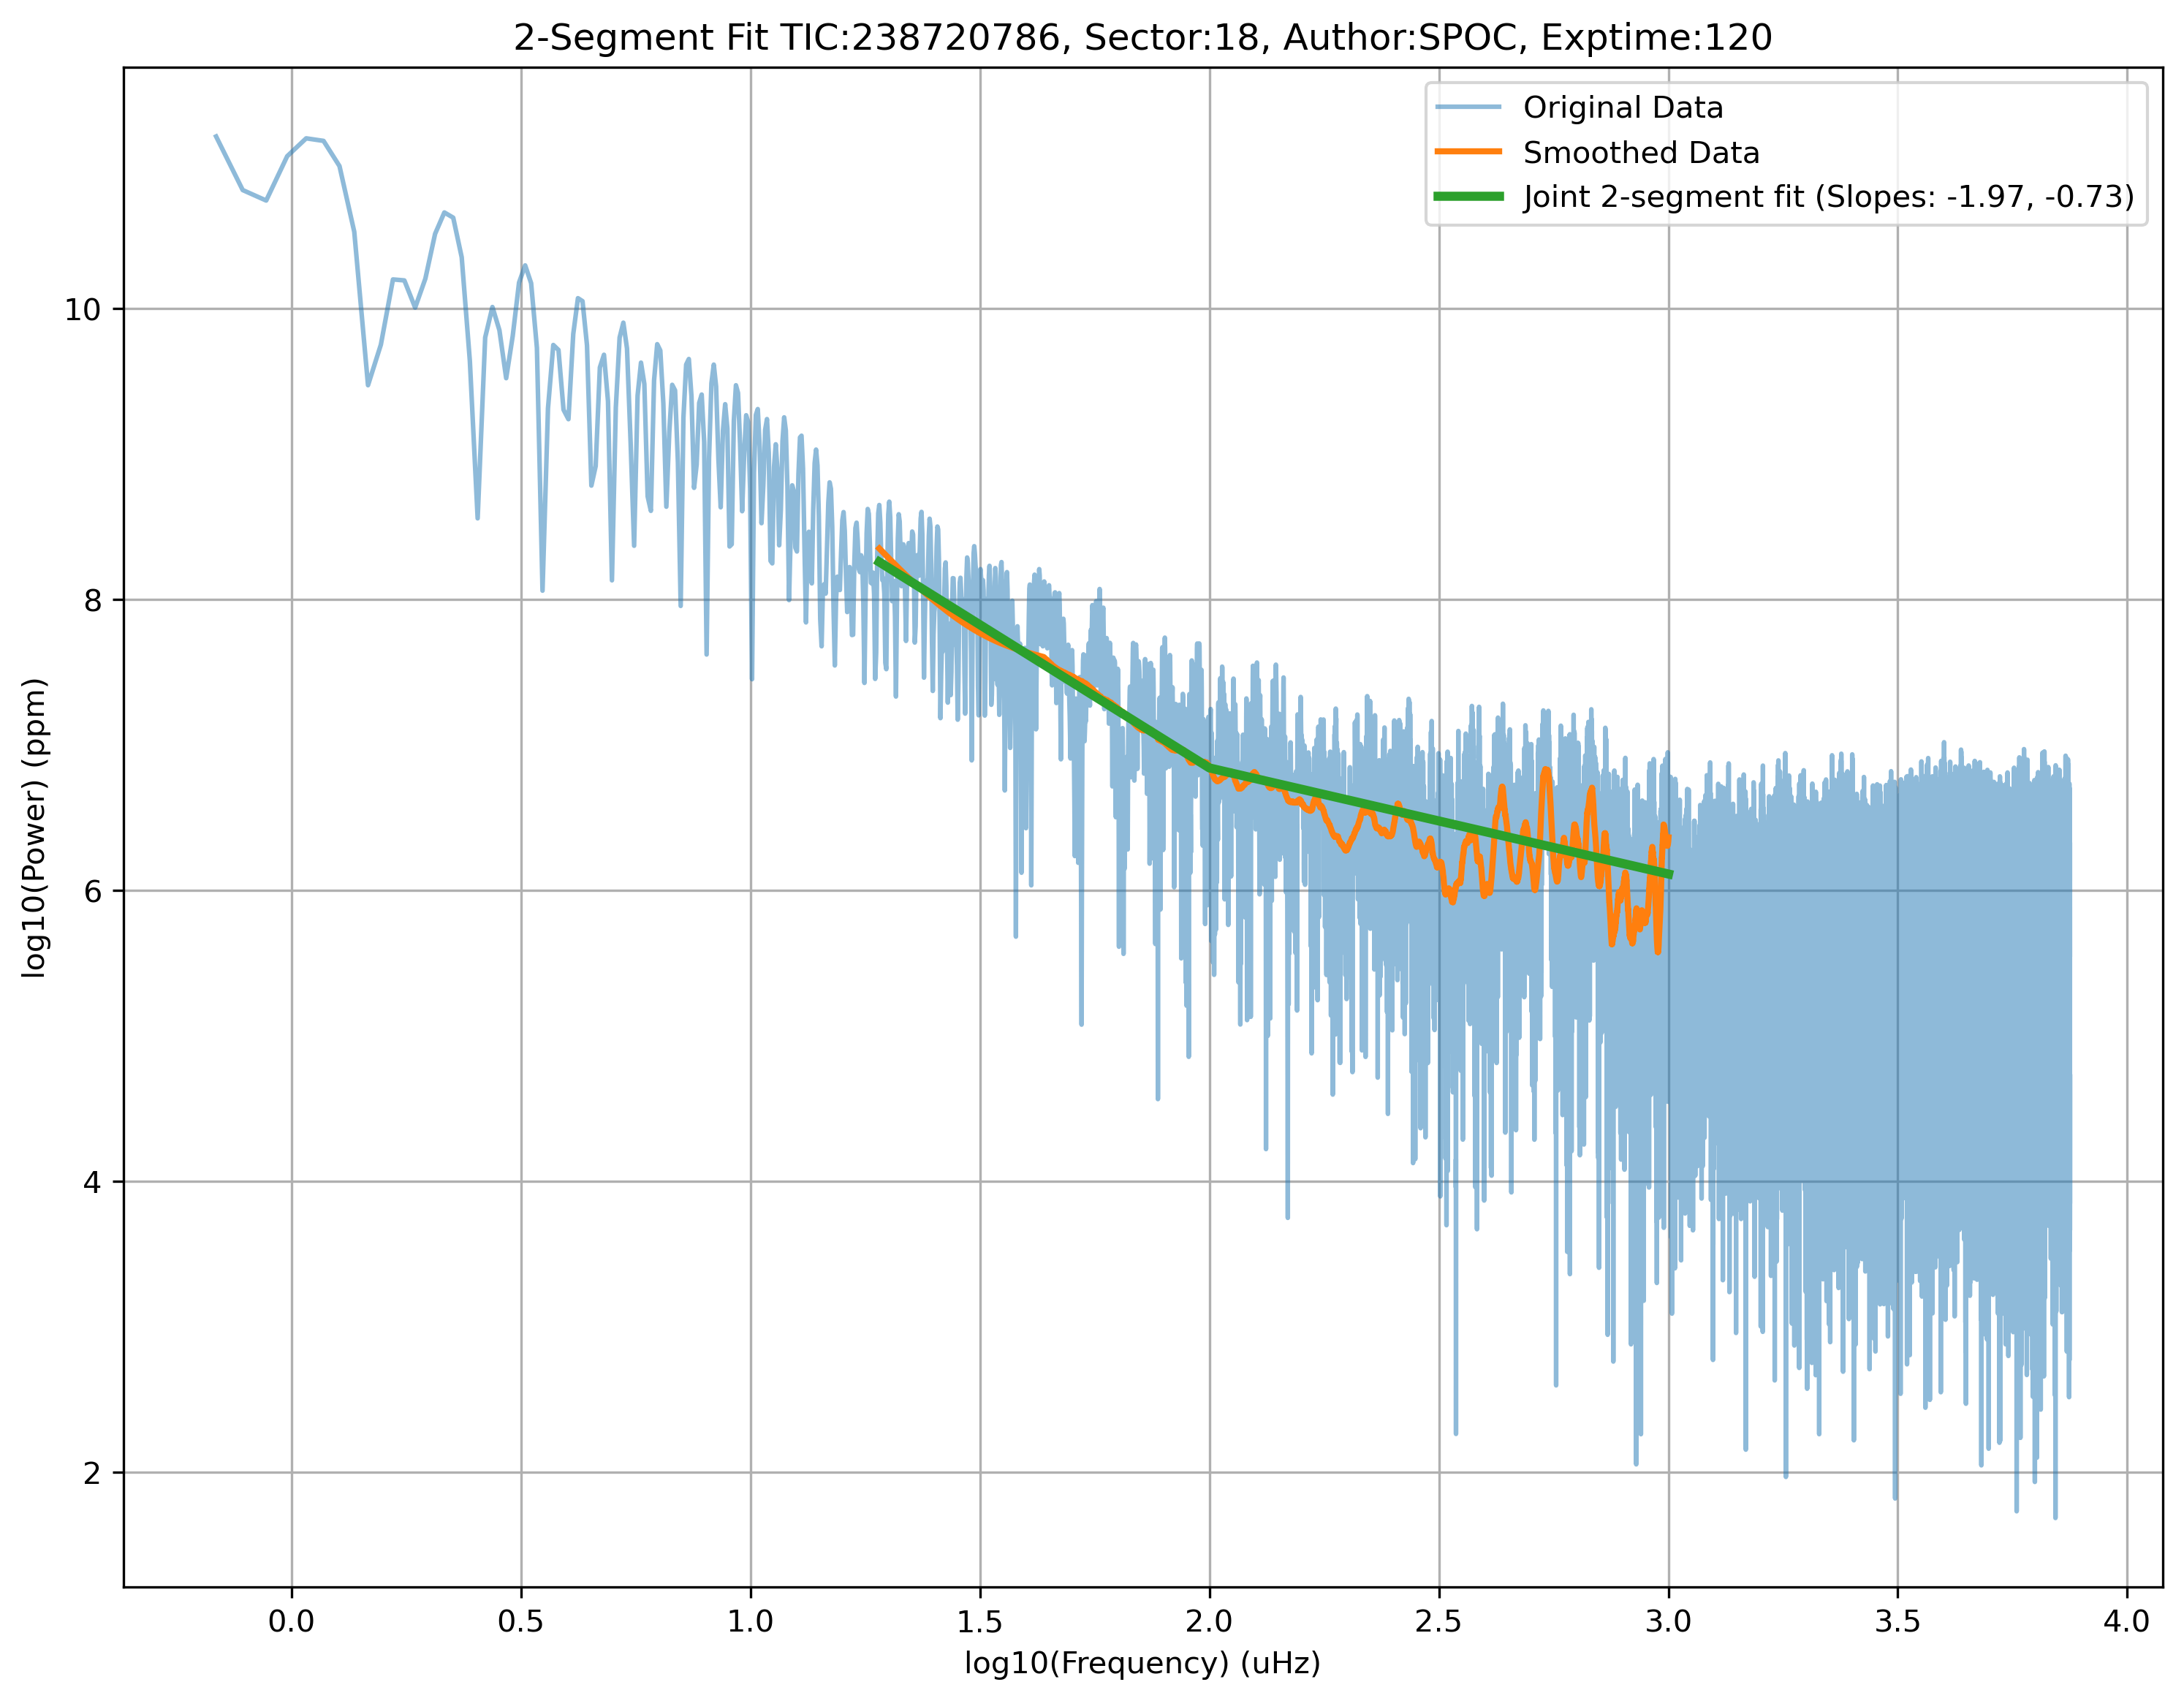 2-Segment Fit TIC:238720786, Sector:18, Author:SPOC, Exptime:120
Original Data
Smoothed Data
Joint 2-segment fit (Slopes: -1.97, -0.73)
log10(Power) (ppm)
10
8
6
4
2
0.0 0.5 1.0 1.5 2.0 2.5 3.0 3.5 4.0
log10(Frequency) (uHz)